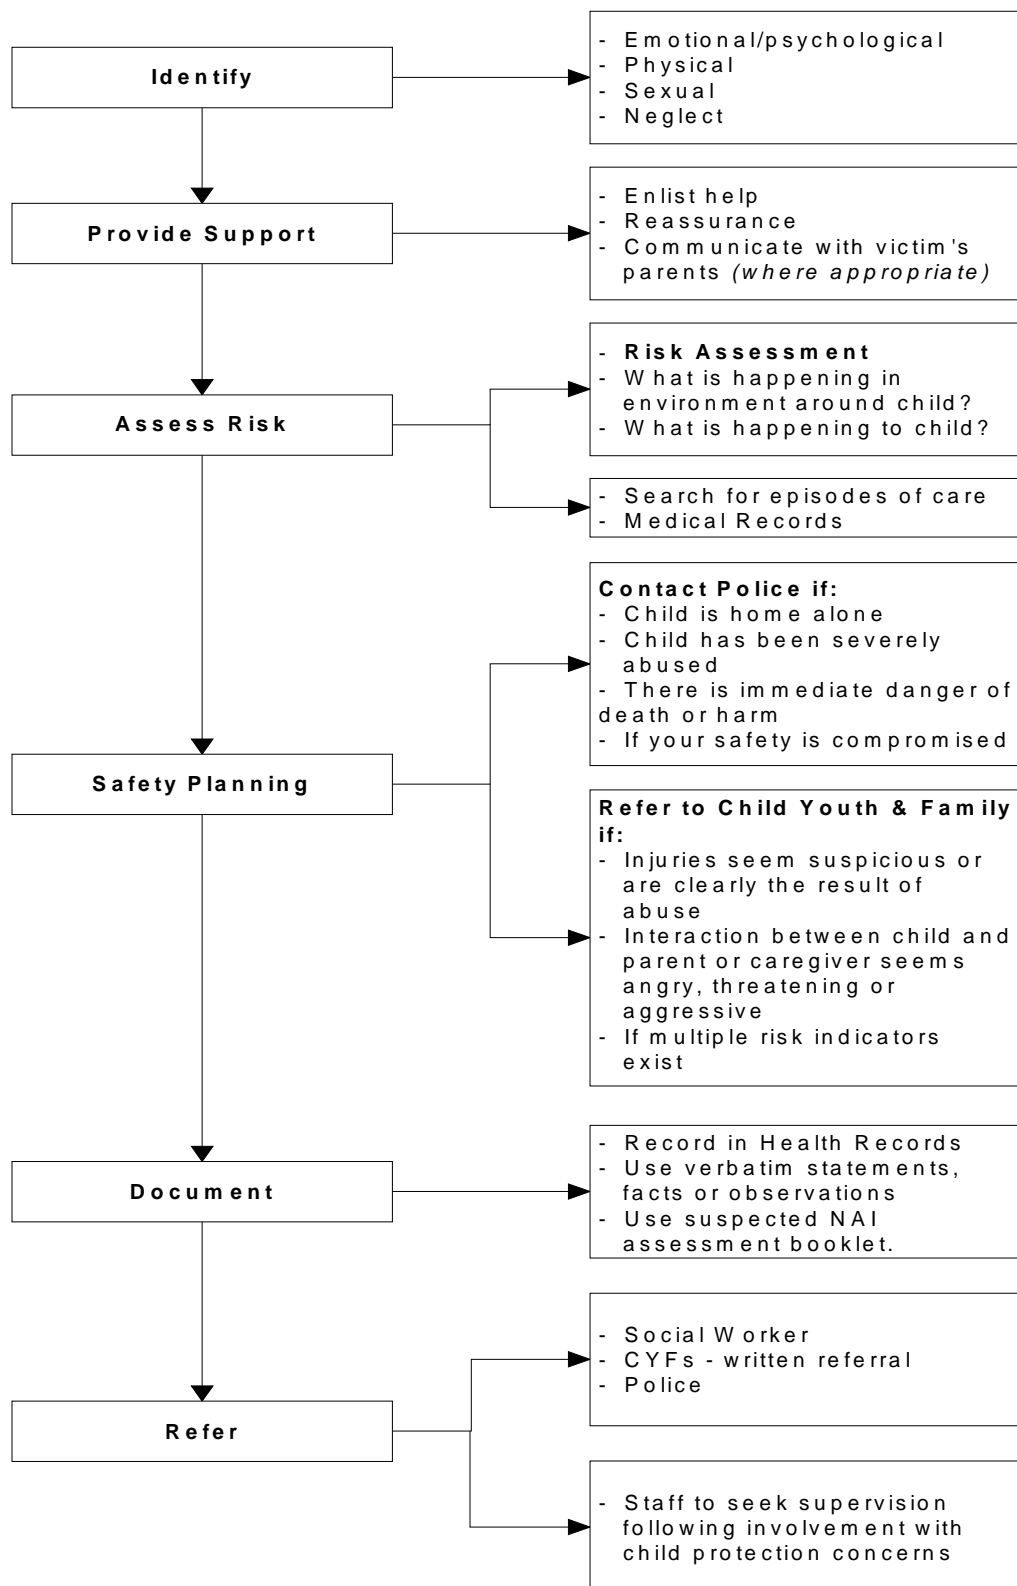 Identify
- Emotional/psychological
- Physical
- Sexual
- Neglect
Provide Support
- Enlist help
- Reassurance
- Communicate with victim's
parents (where appropriate)
Assess Risk
- Risk Assessment
- What is happening in
environment around child?
- What is happening to child?
- Search for episodes of care
- Medical Records
Safety Planning
Contact Police if:
- Child is home alone
- Child has been severely
abused
- There is immediate danger of
death or harm
- If your safety is compromised
Refer to Child Youth & Family
if:
- Injuries seem suspicious or
are clearly the result of
abuse
- Interaction between child and
parent or caregiver seems
angry, threatening or
aggressive
- If multiple risk indicators
exist
Document
- Record in Health Records
- Use verbatim statements,
facts or observations
- Use suspected NAI
assessment booklet.
Refer
- Social Worker
- CYFs - written referral
- Police
- Staff to seek supervision
following involvement with
child protection concerns